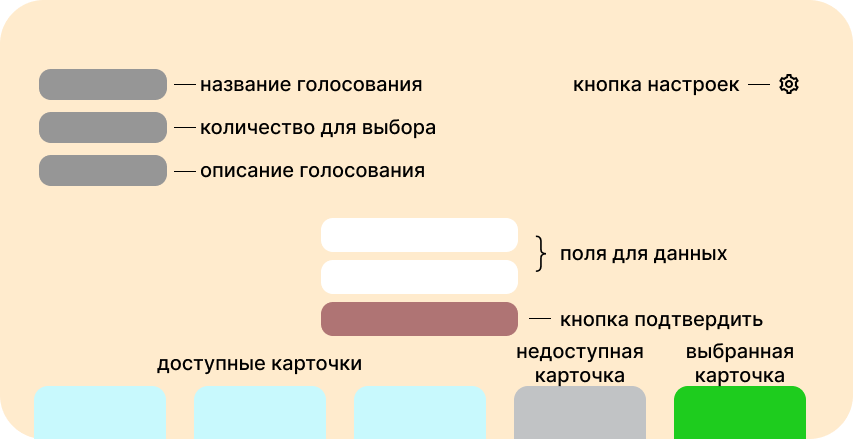 название голосования
кнопка настроек
количество для выбора
описание голосования
поля для данных
кнопка подтвердить
доступные карточки
недоступная
карточка
выбранная
карточка